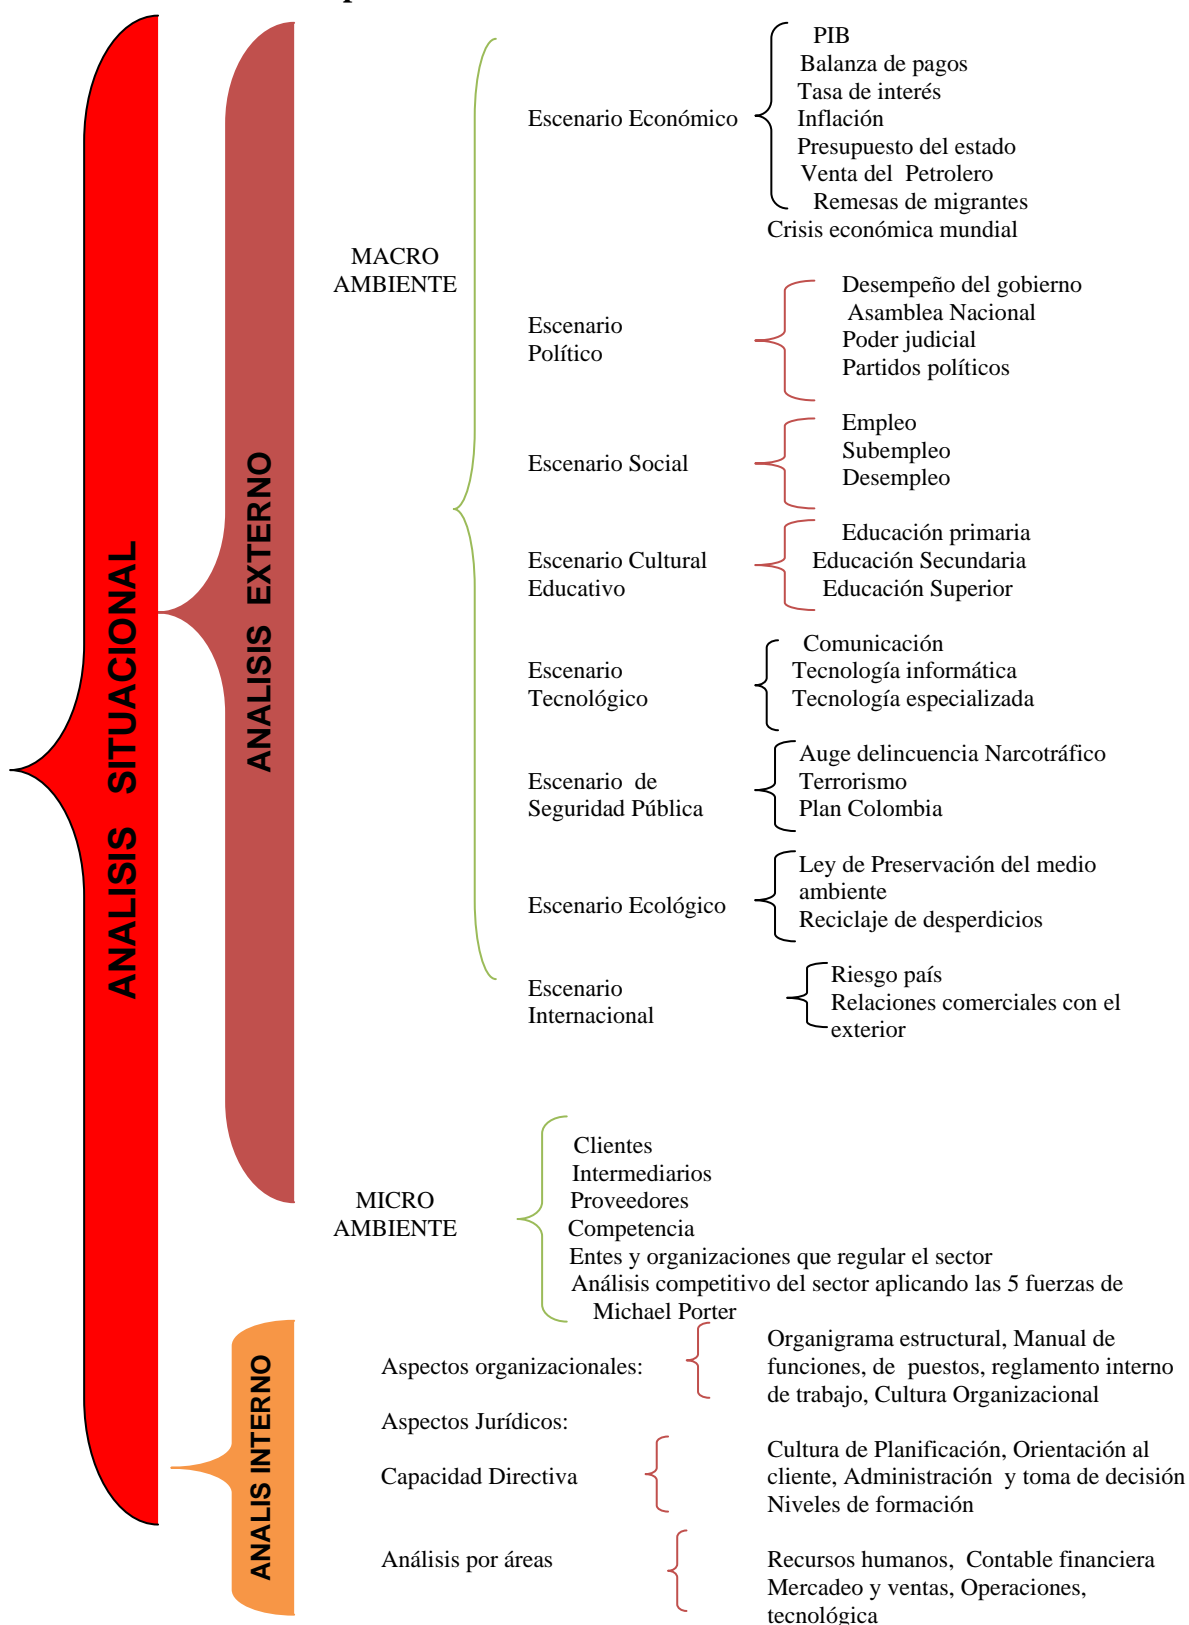 ANALISIS SITUACIONAL
ANALISIS EXTERNO
MACRO
AMBIENTE
Escenario Económico
PIB
Balanza de pagos
Tasa de interés
Inflación
Presupuesto del estado
Venta del Petrolero
Remesas de migrantes
Crisis económica mundial
Escenario
Político
Desempeño del gobierno
Asamblea Nacional
Poder judicial
Partidos políticos
Escenario Social
Empleo
Subempleo
Desempleo
Escenario Cultural
Educativo
Educación primaria
Educación Secundaria
Educación Superior
Escenario
Tecnológico
Comunicación
Tecnología informática
Tecnología especializada
Escenario de
Seguridad Pública
Auge delincuencia Narcotráfico
Terrorismo
Plan Colombia
Escenario Ecológico
Ley de Preservación del medio
ambiente
Reciclaje de desperdicios
Escenario
Internacional
Riesgo país
Relaciones comerciales con el
exterior
MICRO
AMBIENTE
Clientes
Intermediarios
Proveedores
Competencia
Entes y organizaciones que regular el sector
Análisis competitivo del sector aplicando las 5 fuerzas de
Michael Porter
ANALIS INTERNO
Aspectos organizacionales:
Organigrama estructural, Manual de
funciones, de puestos, reglamento interno
de trabajo, Cultura Organizacional
Aspectos Jurídicos:
Capacidad Directiva
Cultura de Planificación, Orientación al
cliente, Administración y toma de decisión
Niveles de formación
Análisis por áreas
Recursos humanos, Contable financiera
Mercadeo y ventas, Operaciones,
tecnológica